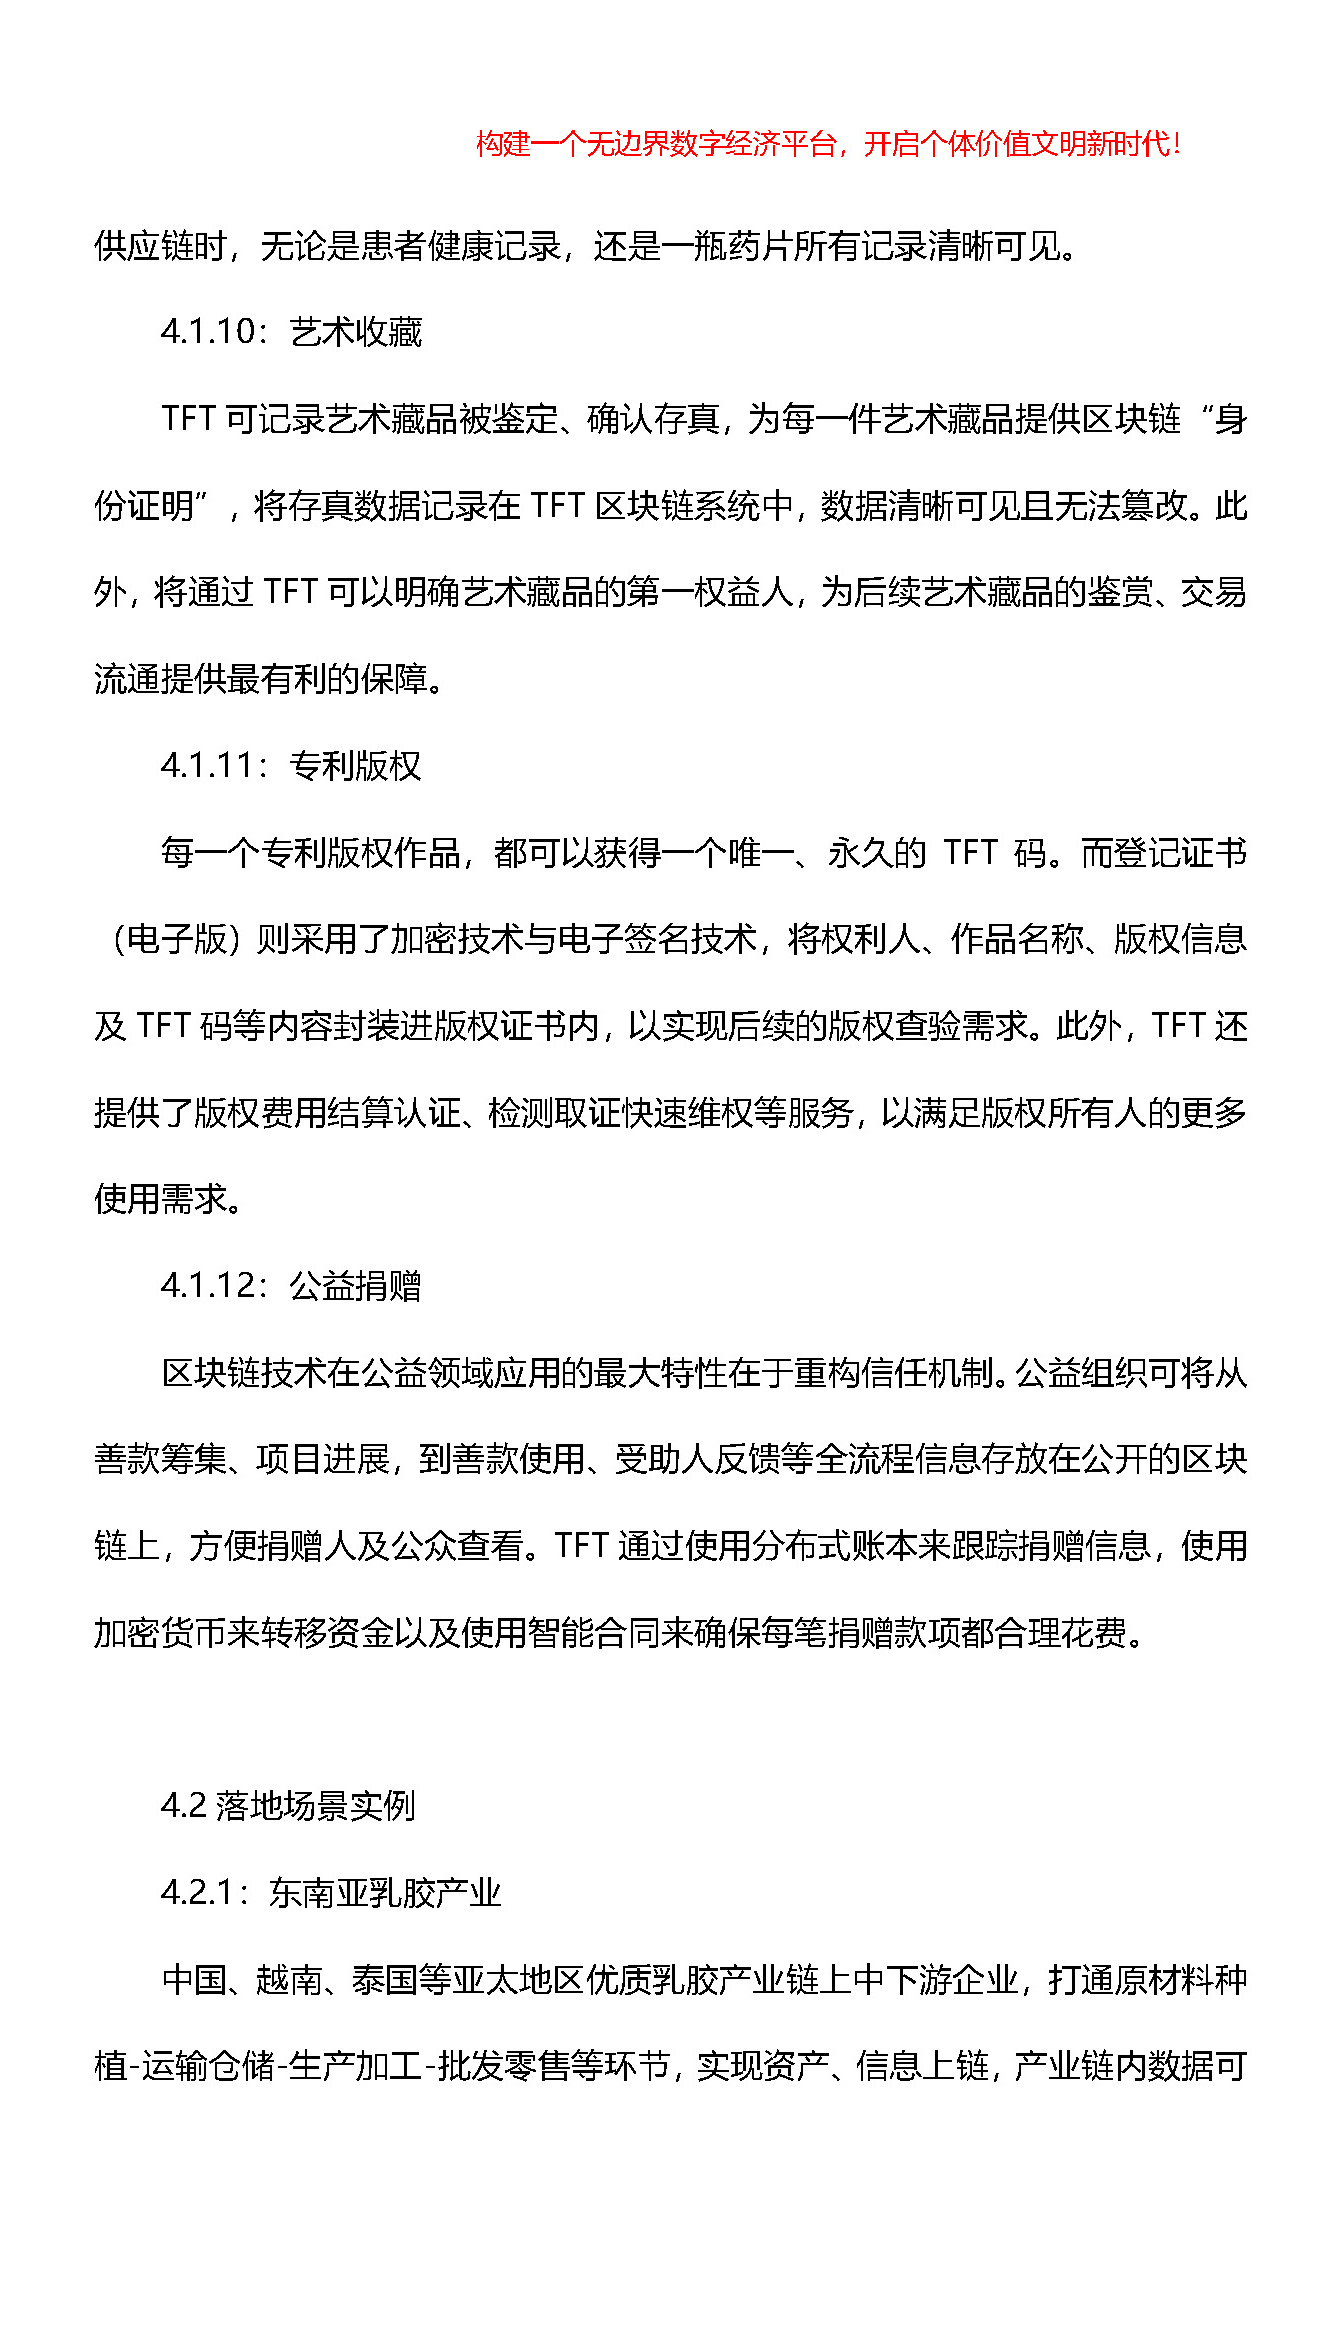 构建一个无边界数字经济平台，开启个体价值文明新时代！
供应链时，无论是患者健康记录，还是一瓶药片所有记录清晰可见。
4.1.10：艺术收藏
TFT 可记录艺术藏品被鉴定、确认存真，为每一件艺术藏品提供区块链“身
份证明”，将存真数据记录在 TFT 区块链系统中，数据清晰可见且无法篡改。此
外，将通过 TFT 可以明确艺术藏品的第一权益人，为后续艺术藏品的鉴赏、交易
流通提供最有利的保障。
4.1.11：专利版权
每一个专利版权作品，都可以获得一个唯一、永久的 TFT 码。而登记证书
（电子版）则采用了加密技术与电子签名技术，将权利人、作品名称、版权信息
及 TFT 码等内容封装进版权证书内，以实现后续的版权查验需求。此外，TFT 还
提供了版权费用结算认证、检测取证快速维权等服务，以满足版权所有人的更多
使用需求。
4.1.12：公益捐赠
区块链技术在公益领域应用的最大特性在于重构信任机制。公益组织可将从
善款筹集、项目进展，到善款使用、受助人反馈等全流程信息存放在公开的区块
链上，方便捐赠人及公众查看。TFT 通过使用分布式账本来跟踪捐赠信息，使用
加密货币来转移资金以及使用智能合同来确保每笔捐赠款项都合理花费。
4.2 落地场景实例
4.2.1：东南亚乳胶产业
中国、越南、泰国等亚太地区优质乳胶产业链上中下游企业，打通原材料种
植-运输仓储-生产加工-批发零售等环节，实现资产、信息上链，产业链内数据可